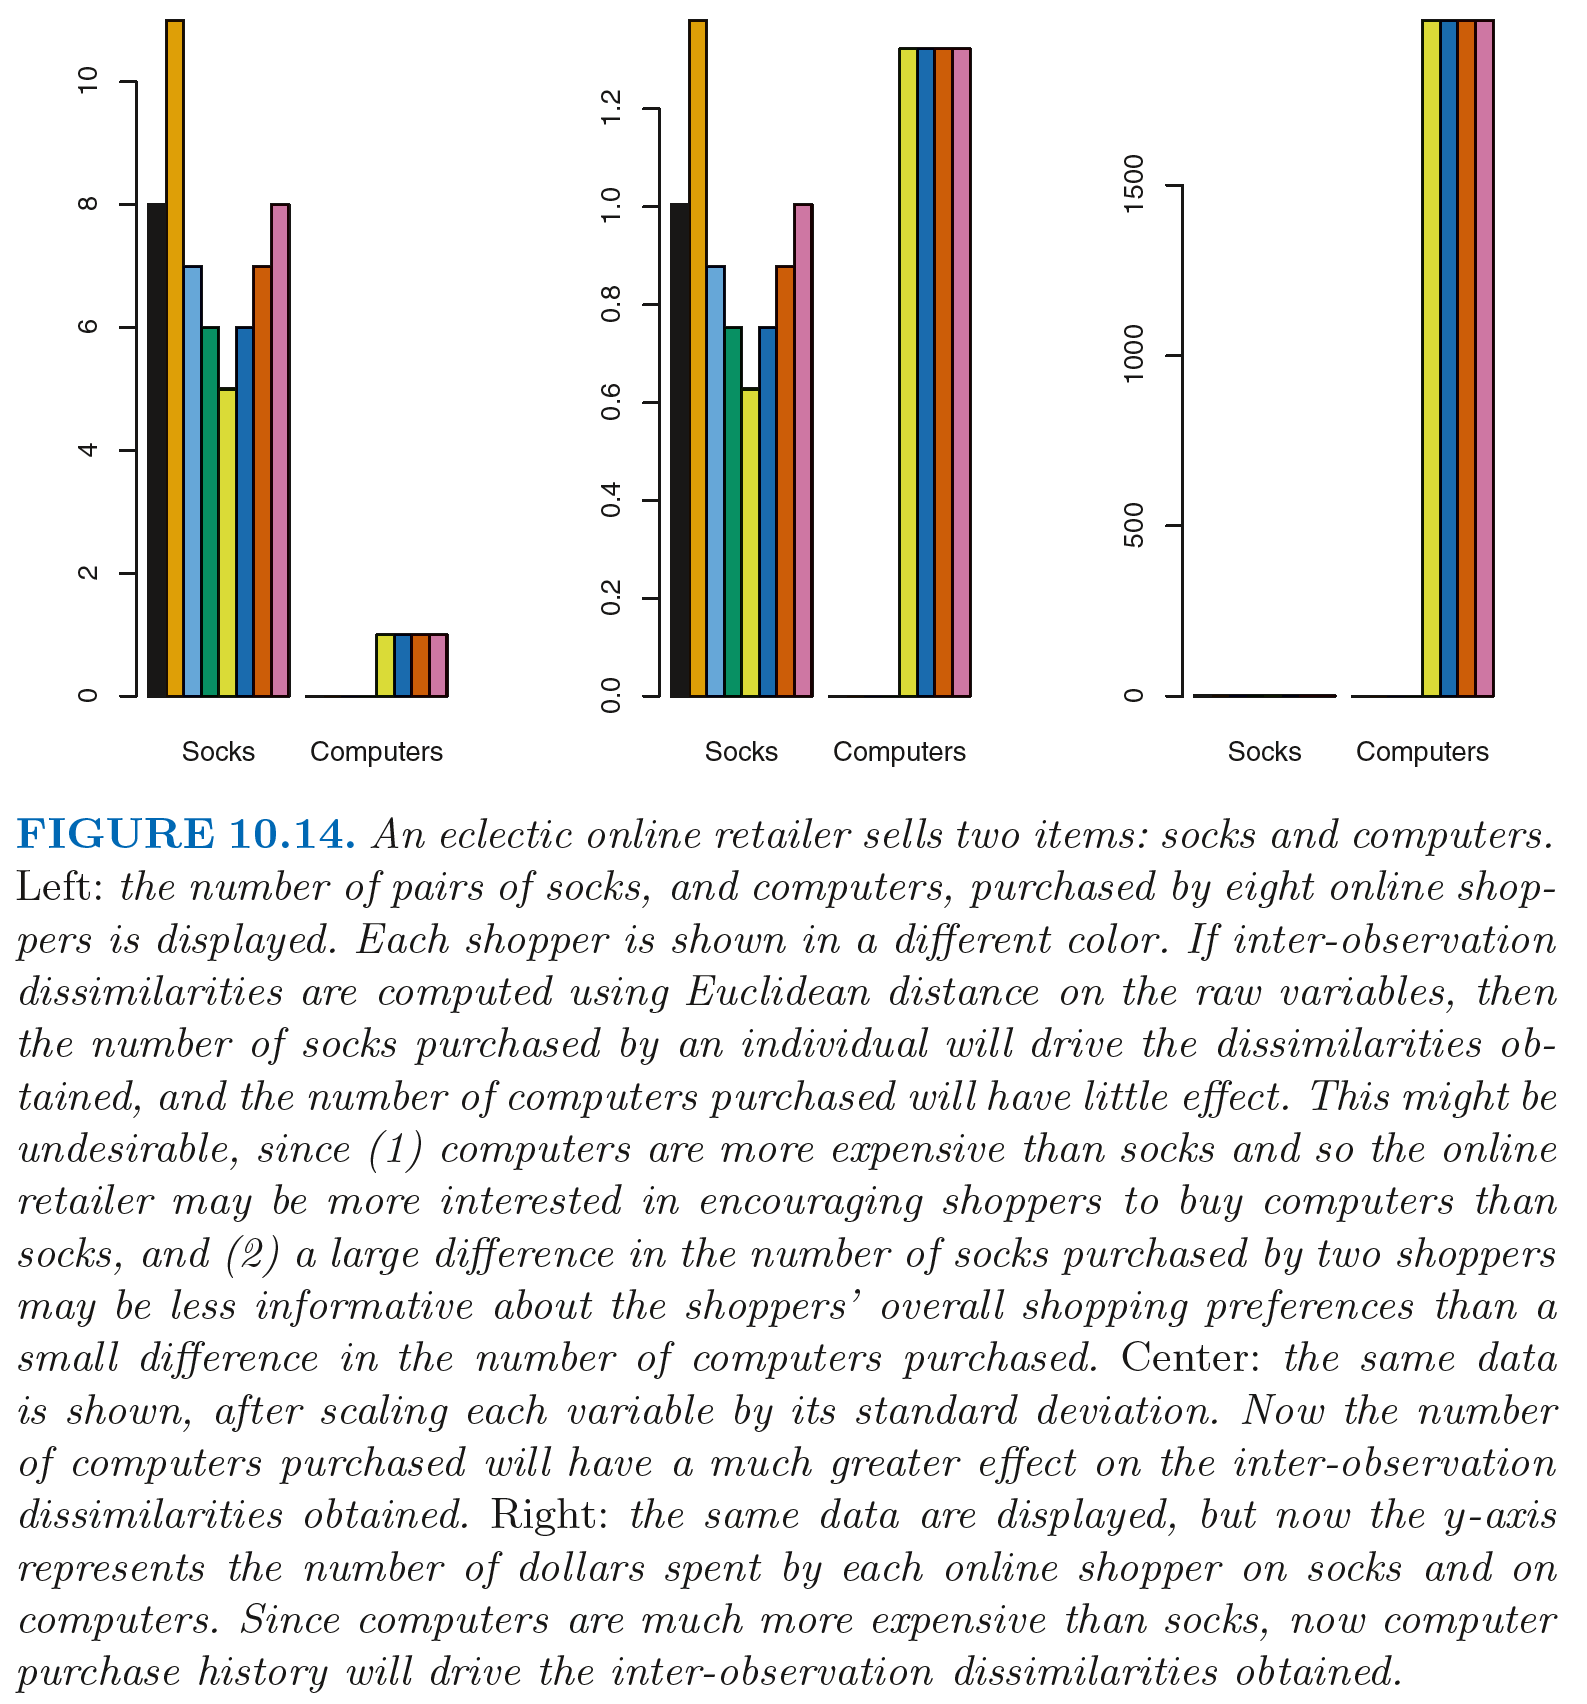 0 2 4 6 8 10
Socks Computers
0.0 0.2 0.4 0.6 0.8 1.0 1.2
Socks Computers
0 500 1000 1500
Socks Computers
FIGURE 10.14. An eclectic online retailer sells two items: socks and computers.
Left: the number of pairs of socks, and computers, purchased by eight online shop-
pers is displayed. Each shopper is shown in a different color. If inter-observation
dissimilarities are computed using Euclidean distance on the raw variables, then
the number of socks purchased by an individual will drive the dissimilarities ob-
tained, and the number of computers purchased will have little effect. This might be
undesirable, since (1) computers are more expensive than socks and so the online
retailer may be more interested in encouraging shoppers to buy computers than
socks, and (2) a large difference in the number of socks purchased by two shoppers
may be less informative about the shoppers’ overall shopping preferences than a
small difference in the number of computers purchased. Center: the same data
is shown, after scaling each variable by its standard deviation. Now the number
of computers purchased will have a much greater effect on the inter-observation
dissimilarities obtained. Right: the same data are displayed, but now the y-axis
represents the number of dollars spent by each online shopper on socks and on
computers. Since computers are much more expensive than socks, now computer
purchase history will drive the inter-observation dissimilarities obtained.